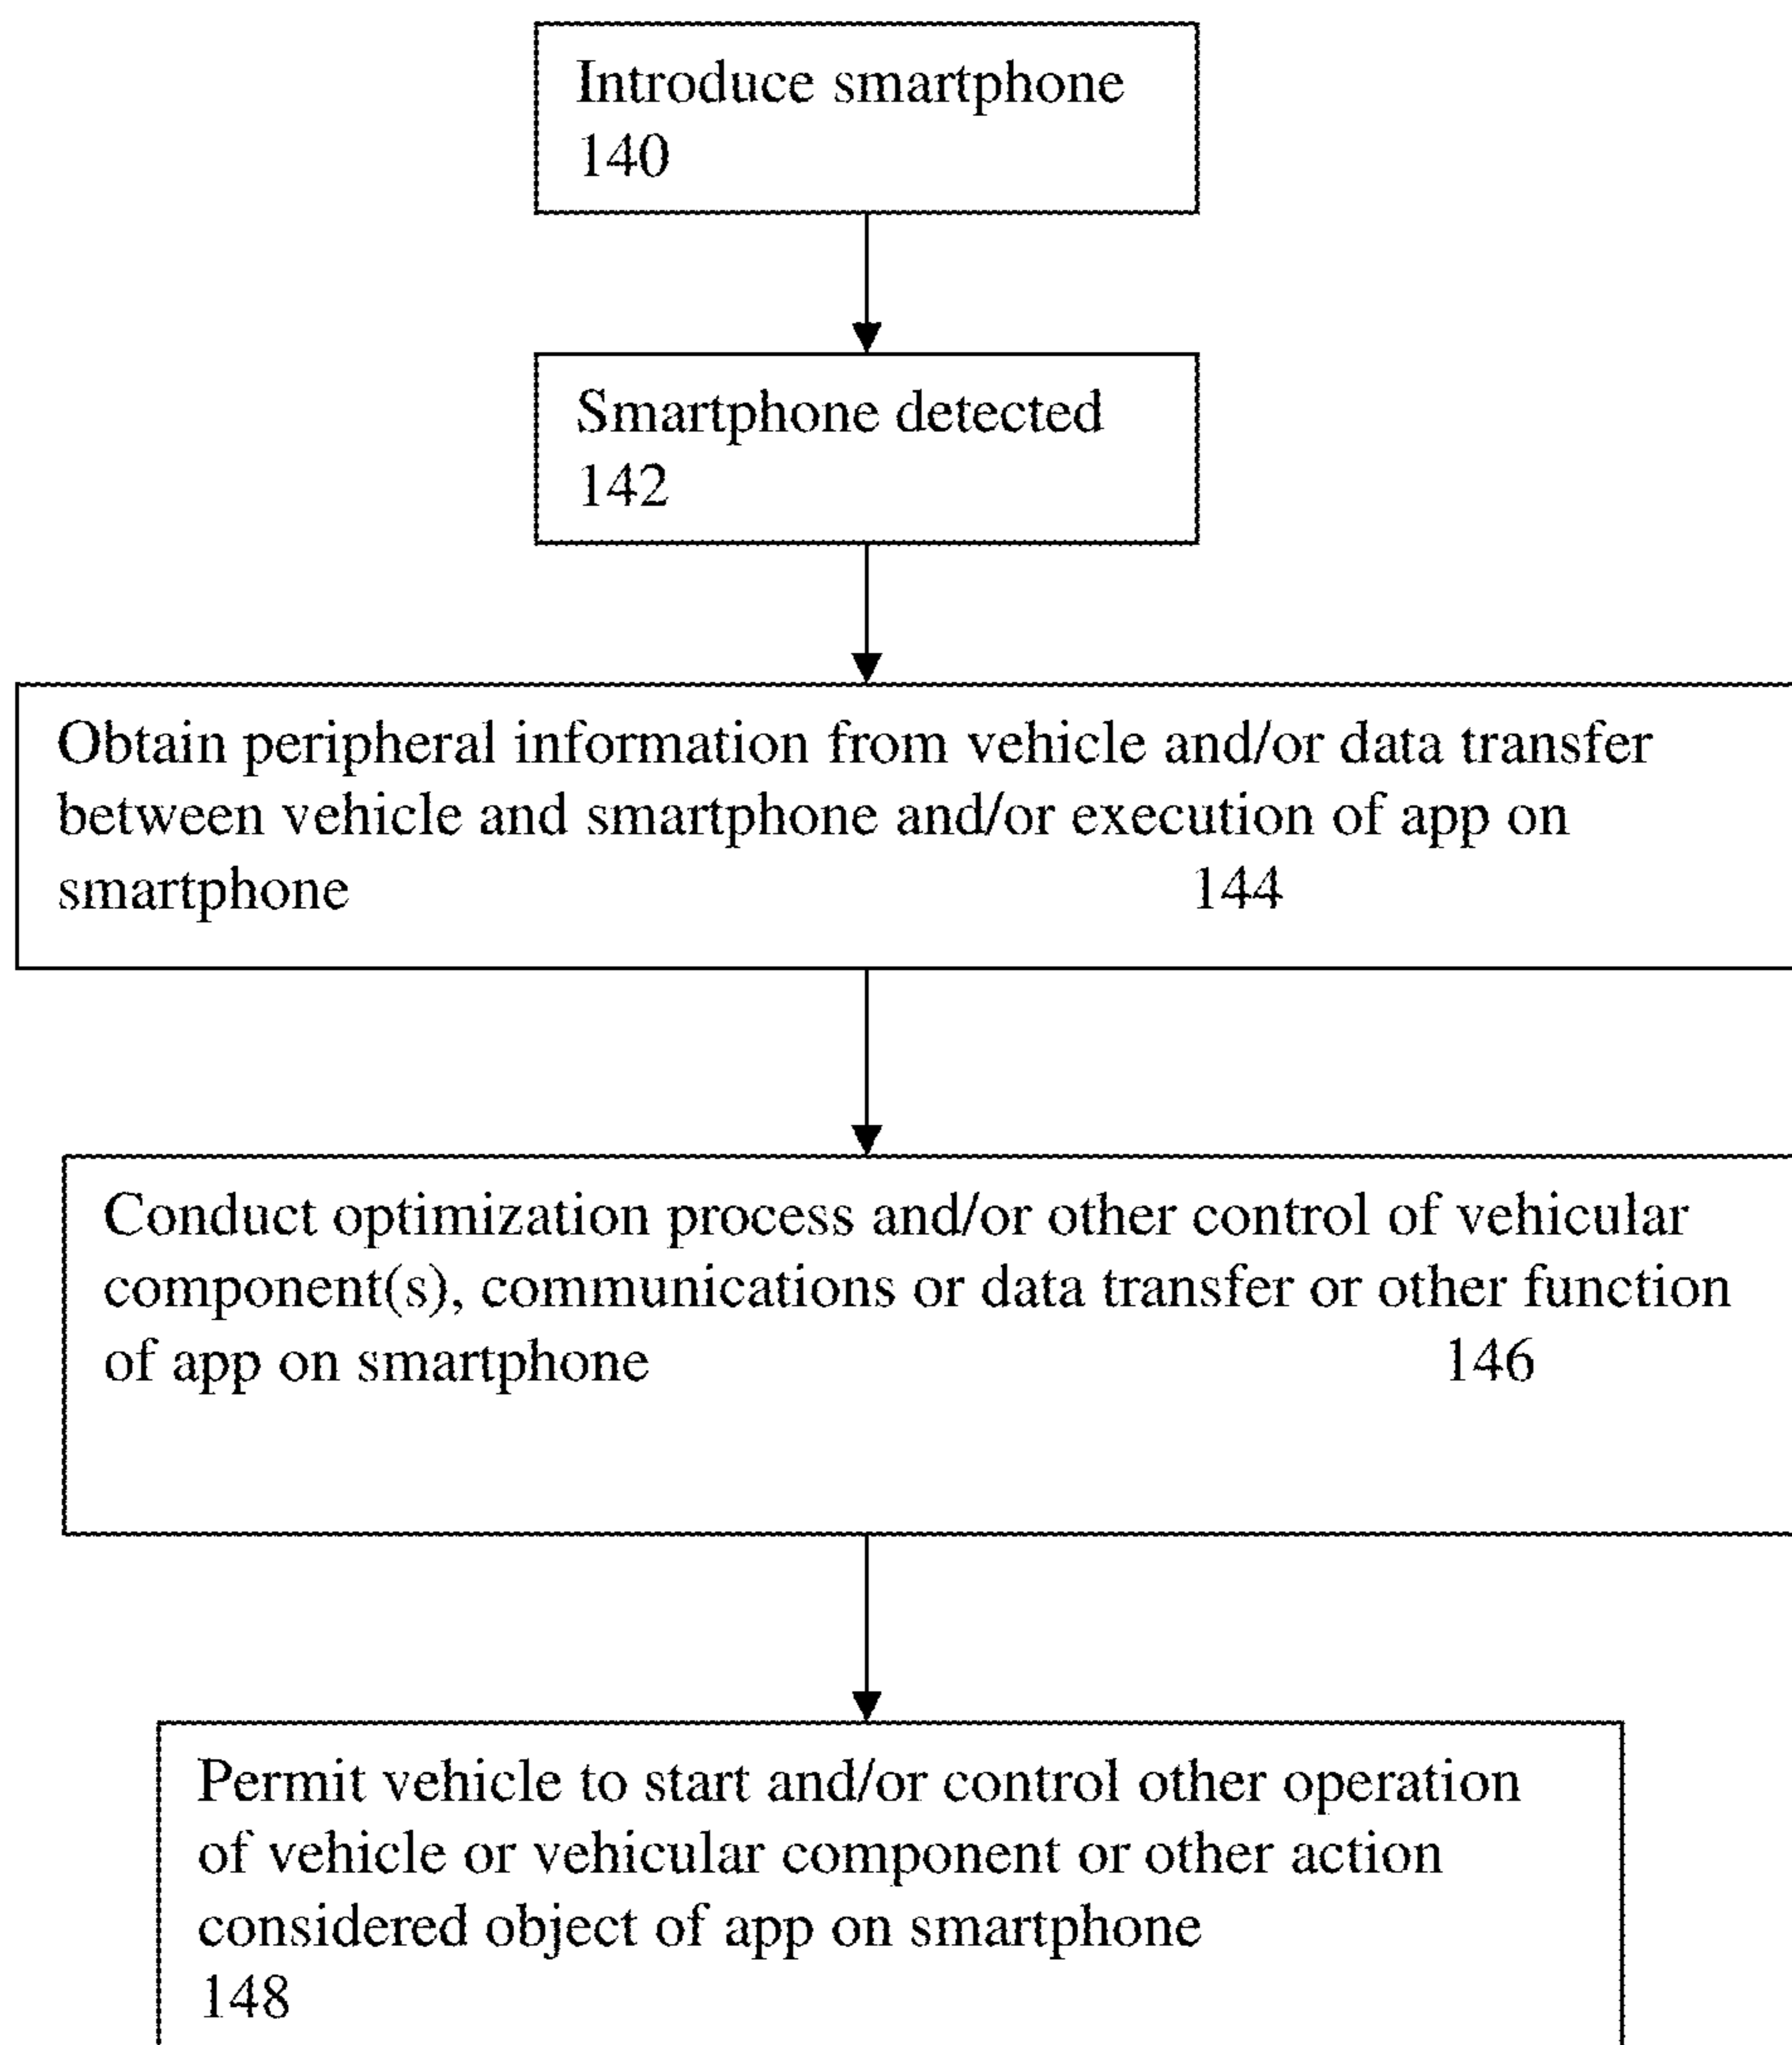 Introduce smartphone
140
Smartphone detected
142
Obtain peripheral information from vehicle and/or data transfer
between vehicle and smartphone and/or execution of app on
smartphone 144
Conduct optimization process and/or other control of vehicular
component(s), communications or data transfer or other function
of app on smartphone 146
Permit vehicle to start and/or control other operation
of vehicle or vehicular component or other action
considered object of app on smartphone
148